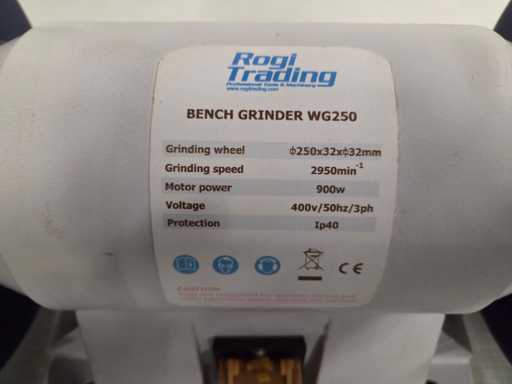 Rogi
Trading
Professional Tools & Machinery
www.rogitrading.com
BENCH GRINDER WG250
Grinding wheel ϕ250x32xϕ32mm
Grinding speed 2950min-1
Motor power 900w
Voltage 400v/50hz/3ph
Protection Ip40
CE
CAUTION